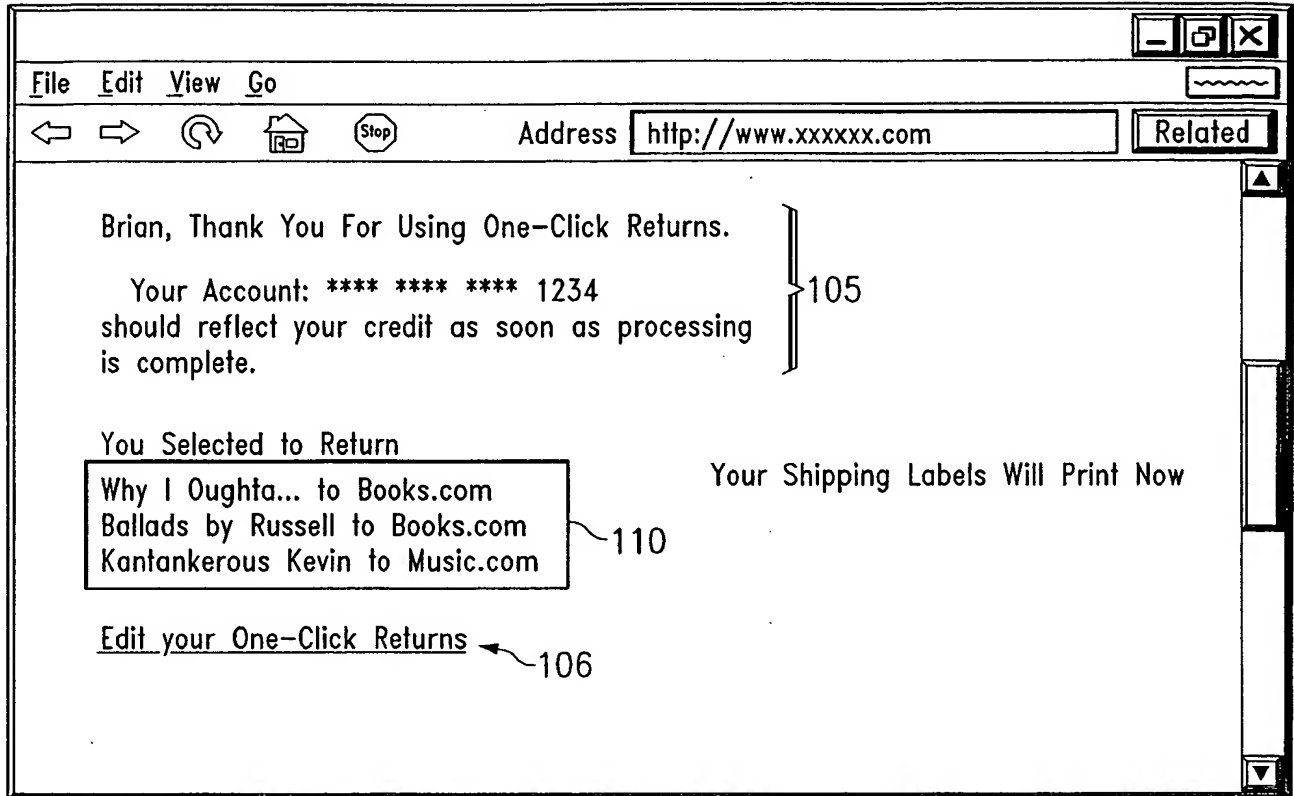 File Edit View Go
Stop Address http://www.xxxxxx.com Related
Brian, Thank You For Using One-Click Returns.
Your Account: **** **** **** 1234
should reflect your credit as soon as processing
is complete.
105
You Selected to Return
Why I Oughta... to Books.com
Ballads by Russell to Books.com
Kantankerous Kevin to Music.com
110
Your Shipping Labels Will Print Now
Edit your One-Click Returns
106